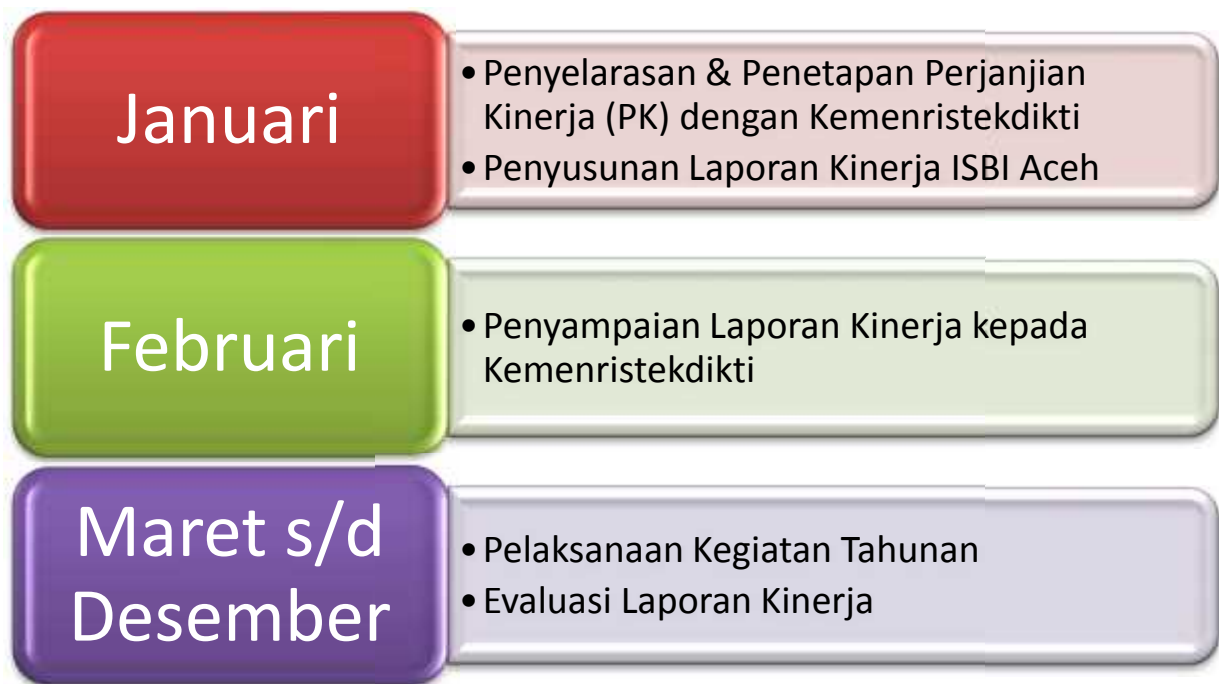 Januari
• Penyelarasan & Penetapan Perjanjian
Kinerja (PK) dengan Kemenristekdikti
• Penyusunan Laporan Kinerja ISBI Aceh
Februari
• Penyampaian Laporan Kinerja kepada
Kemenristekdikti
Maret s/d
Desember
• Pelaksanaan Kegiatan Tahunan
• Evaluasi Laporan Kinerja